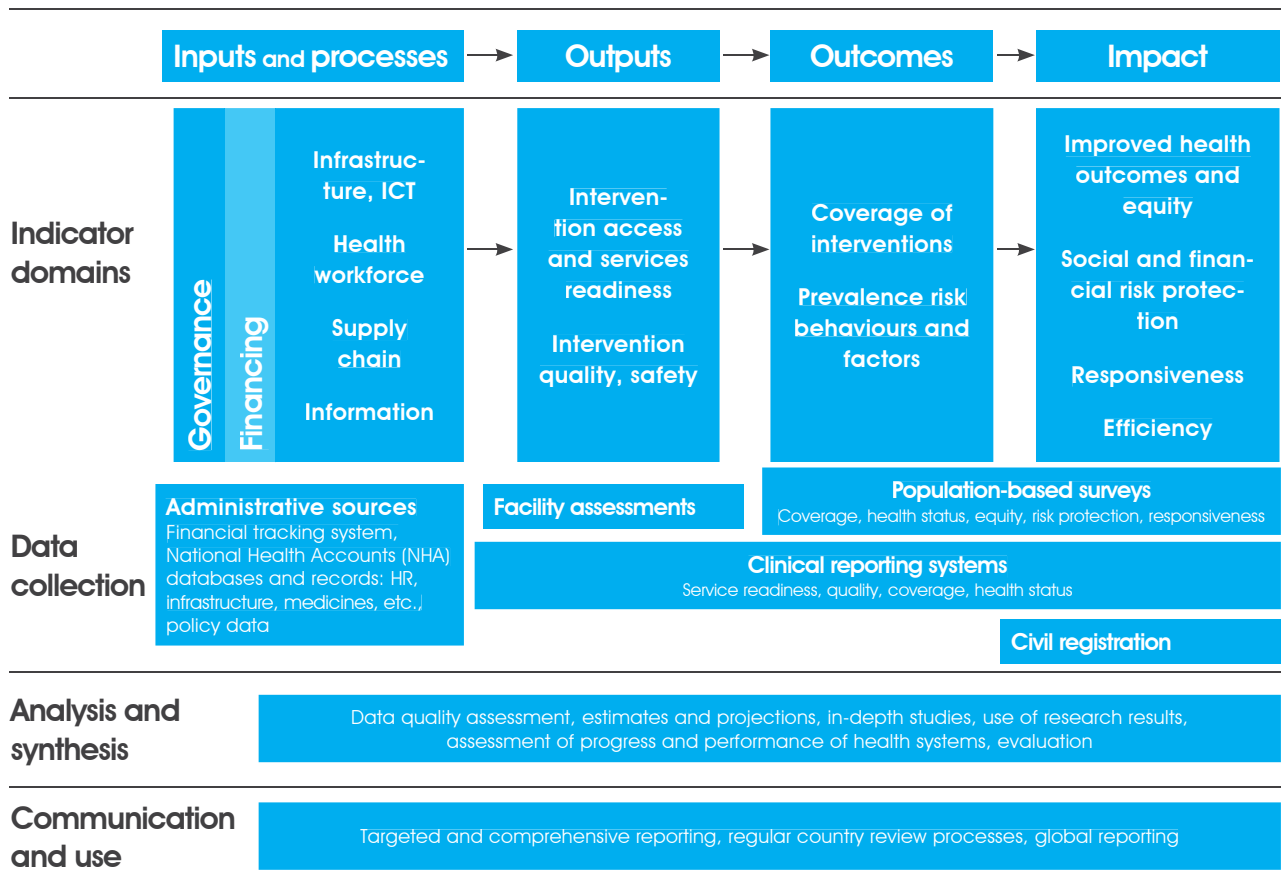 Inputs and processes
Outputs
Outcomes
Impact
Indicator
domains
Governance
Financing
Infrastruc-
ture, ICT
Health
workforce
Supply
chain
Information
Interven-
tion access
and services
readiness
Intervention
quality, safety
Coverage of
interventions
Prevalence risk
behaviours and
factors
Improved health
outcomes and
equity
Social and finan-
cial risk protec-
tion
Responsiveness
Efficiency
Data
collection
Administrative sources
Financial tracking system,
National Health Accounts (NHA)
databases and records: HR,
infrastructure, medicines, etc.,
policy data
Facility assessments
Population-based surveys
Coverage, health status, equity, risk protection, responsiveness
Clinical reporting systems
Service readiness, quality, coverage, health status
Civil registration
Analysis and
synthesis
Data quality assessment, estimates and projections, in-depth studies, use of research results,
assessment of progress and performance of health systems, evaluation
Communication
and use
Targeted and comprehensive reporting, regular country review processes, global reporting